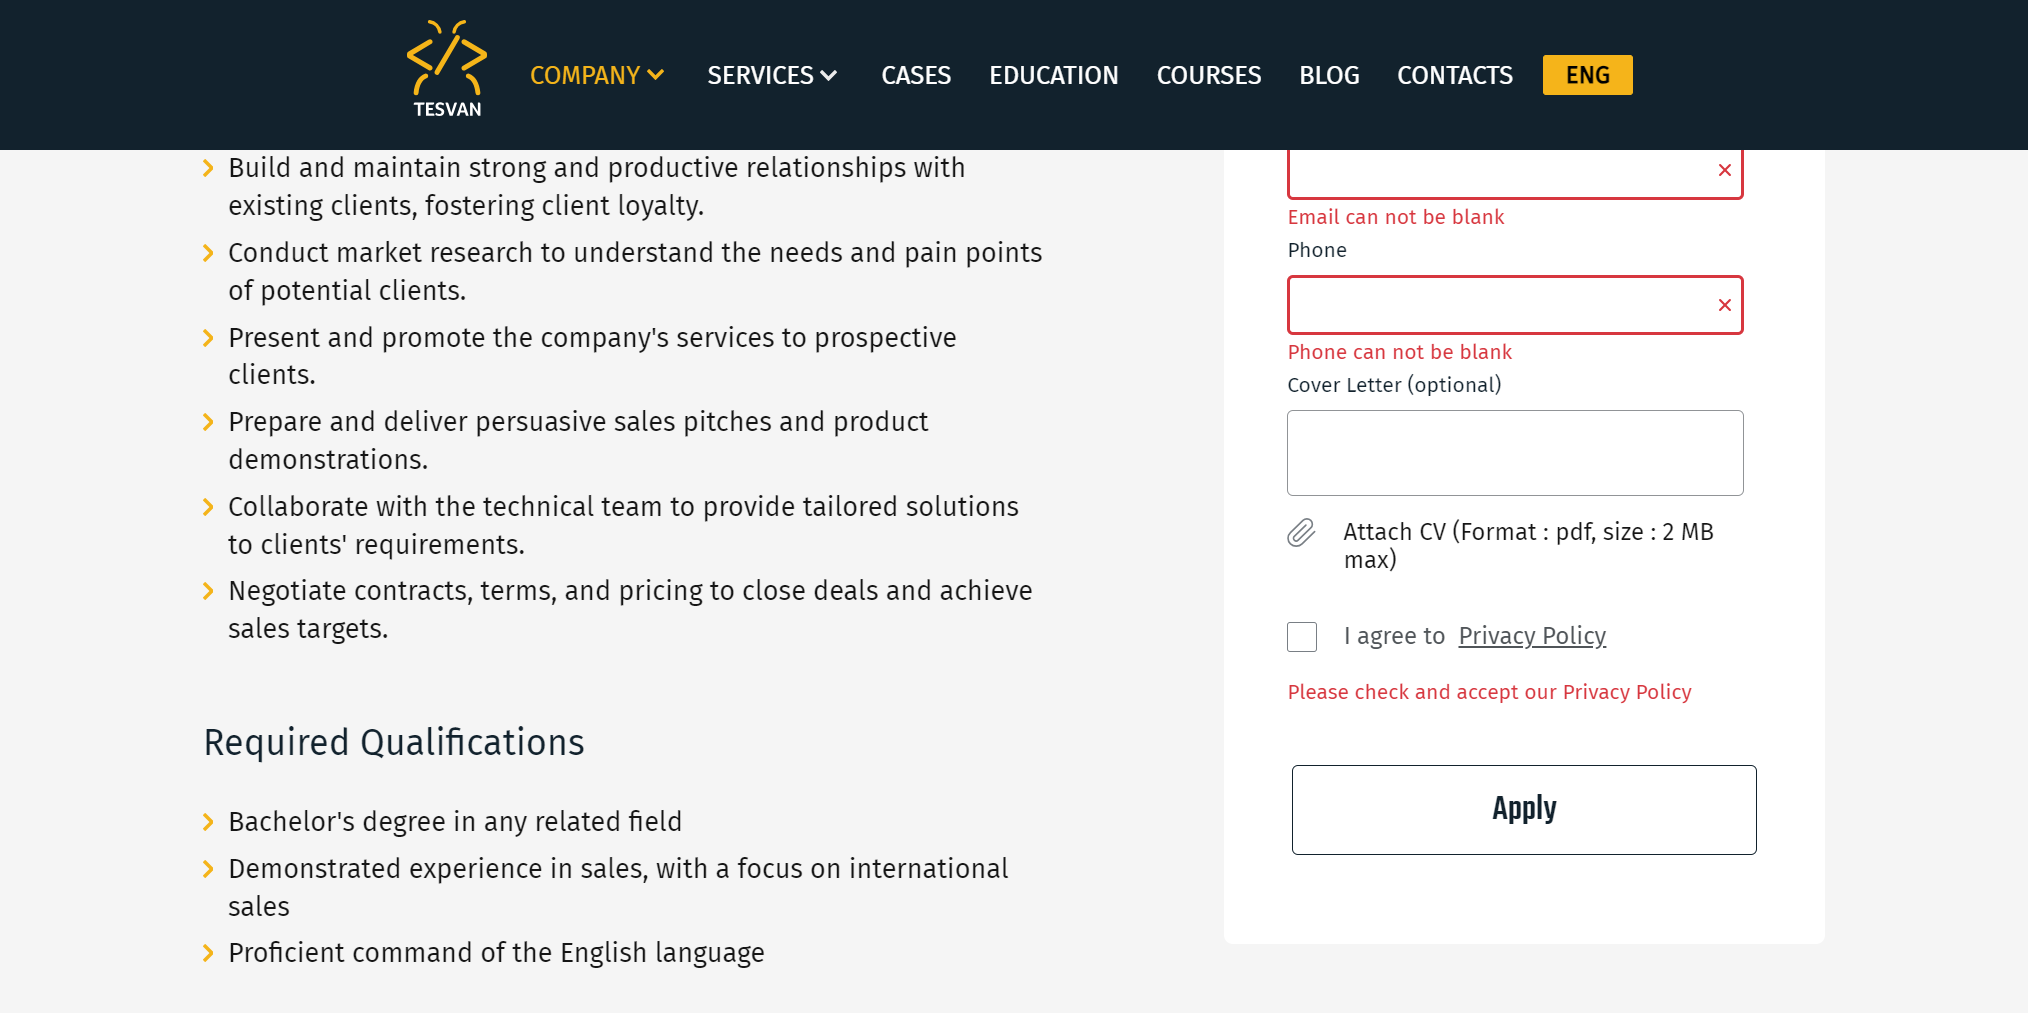 TESVAN
COMPANY
SERVICES
CASES
EDUCATION
COURSES
BLOG
CONTACTS
ENG
Build and maintain strong and productive relationships with
existing clients, fostering client loyalty.
Conduct market research to understand the needs and pain points
of potential clients.
Present and promote the company's services to prospective
clients.
Prepare and deliver persuasive sales pitches and product
demonstrations.
Collaborate with the technical team to provide tailored solutions
to clients' requirements.
Negotiate contracts, terms, and pricing to close deals and achieve
sales targets.
Required Qualifications
Bachelor's degree in any related field
Demonstrated experience in sales, with a focus on international
sales
Proficient command of the English language
Email can not be blank
Phone
Phone can not be blank
Cover Letter (optional)
Attach CV (Format : pdf, size : 2 MB
max)
I agree to Privacy Policy
Please check and accept our Privacy Policy
Apply